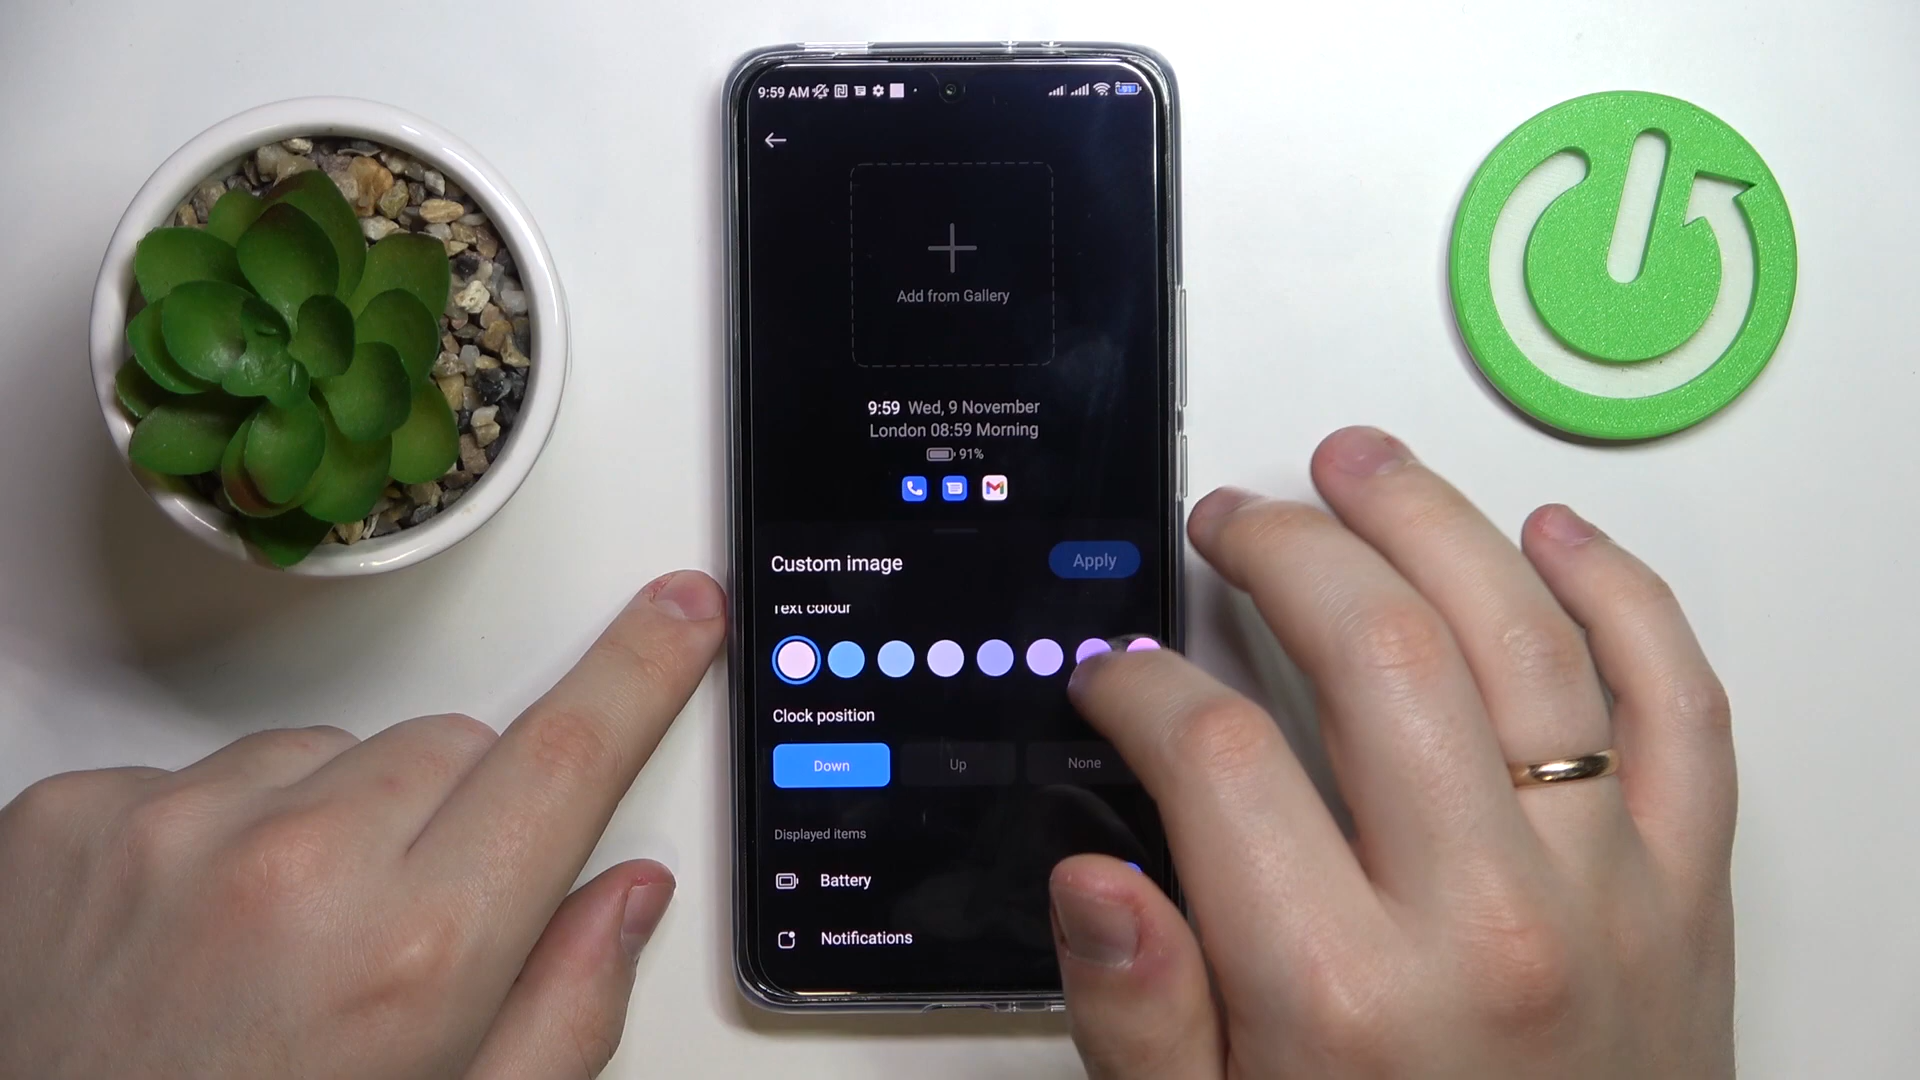 9:59 AM
91
Add from Gallery
9:59 Wed, 9 November
London 08:59 Morning
91%
Custom image
Apply
Text colour
Clock position
Down
Up
None
Displayed items
Battery
Notifications